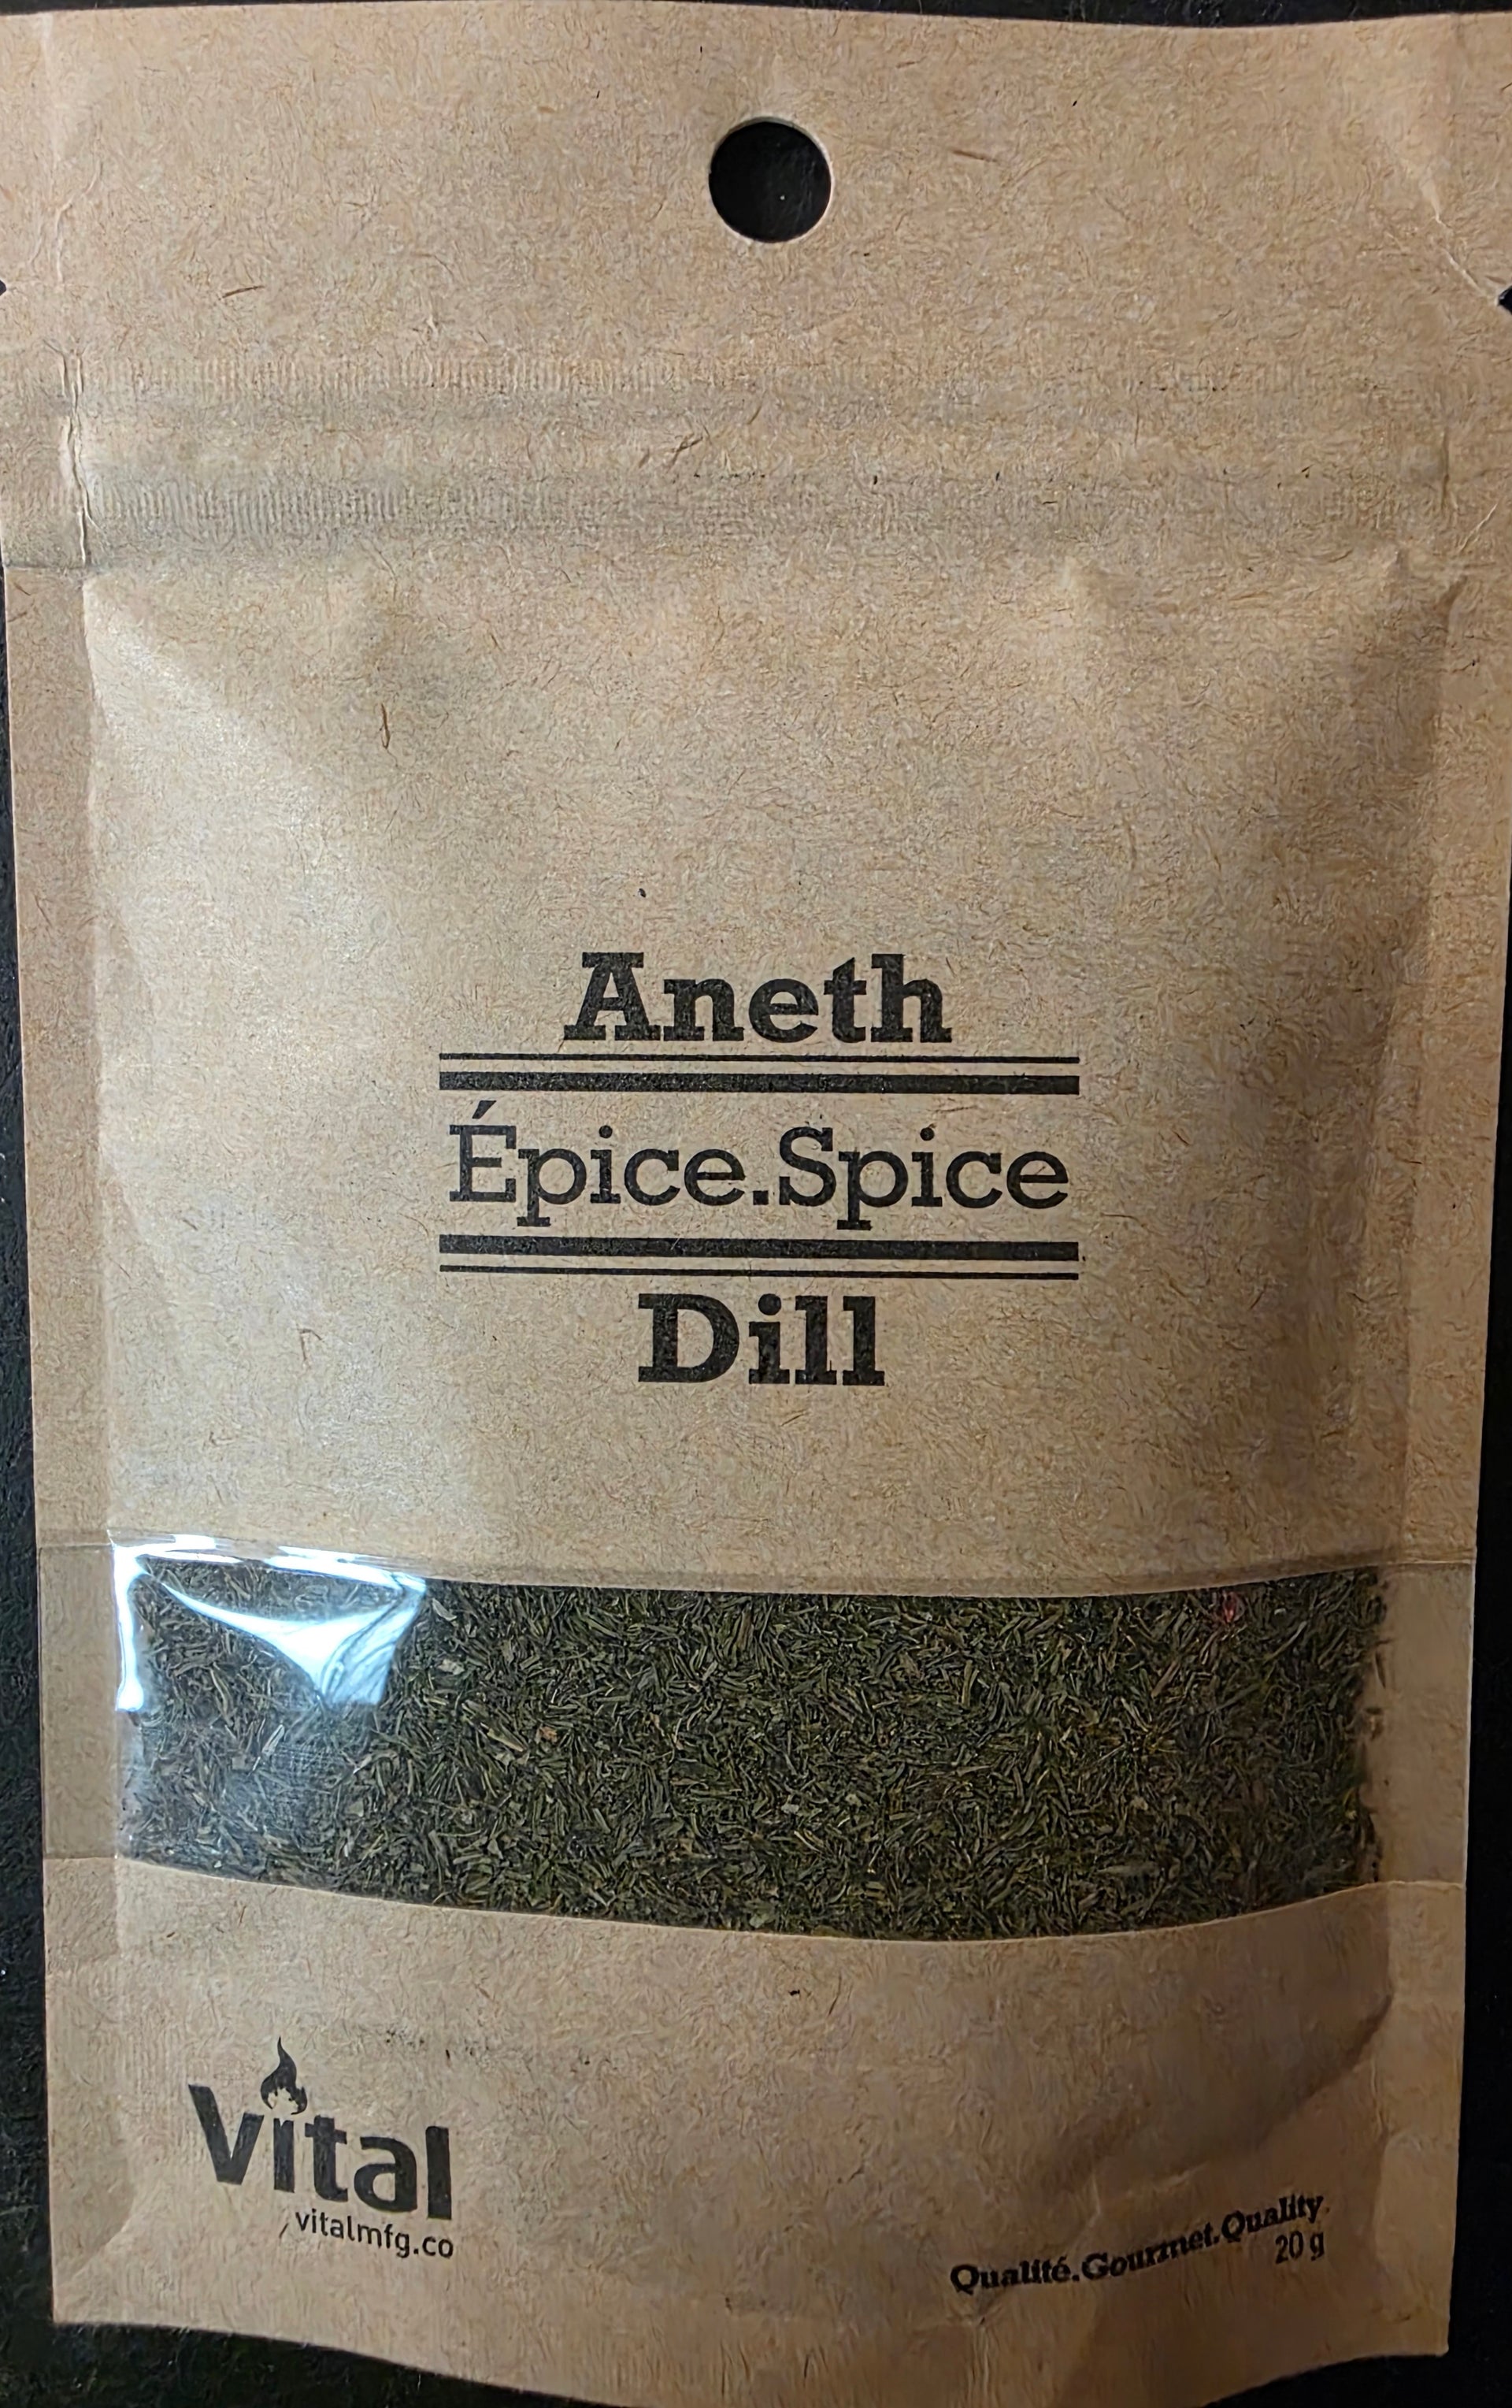 Aneth
Épice.Spice
Dill
Vital
vitalmfg.co
Qualité.Gourmet.Quality
20 g